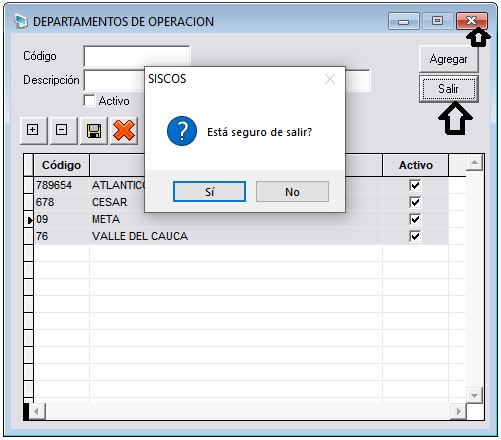 DEPARTAMENTOS DE OPERACION
Código
Agregar
Descripción
Salir
Activo
SISCOS
Está seguro de salir?
Sí No
Código Activo
789654 ATLANTICO
678 CESAR
09 META
76 VALLE DEL CAUCA